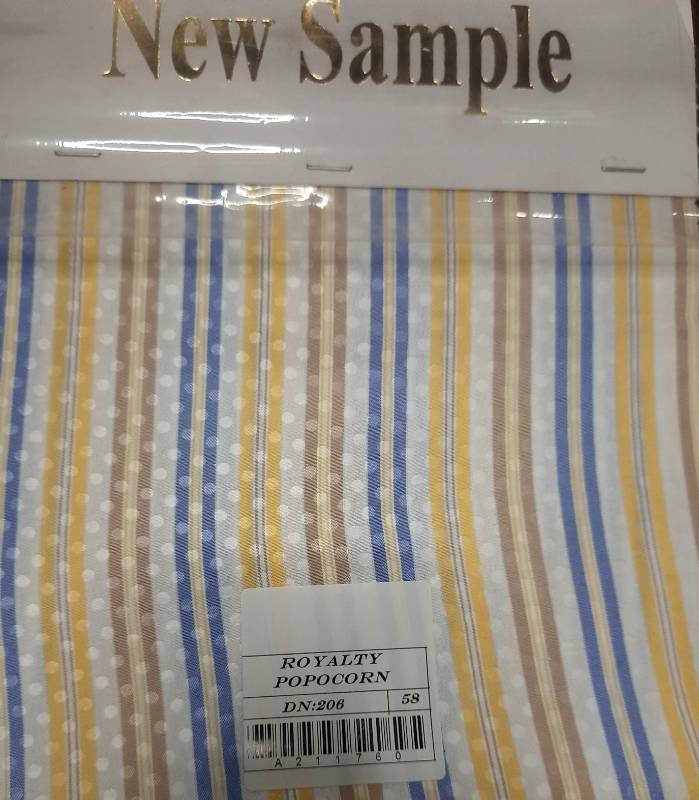 New Sample
ROYALTY
POPOCORN
DN:206 58
A211760